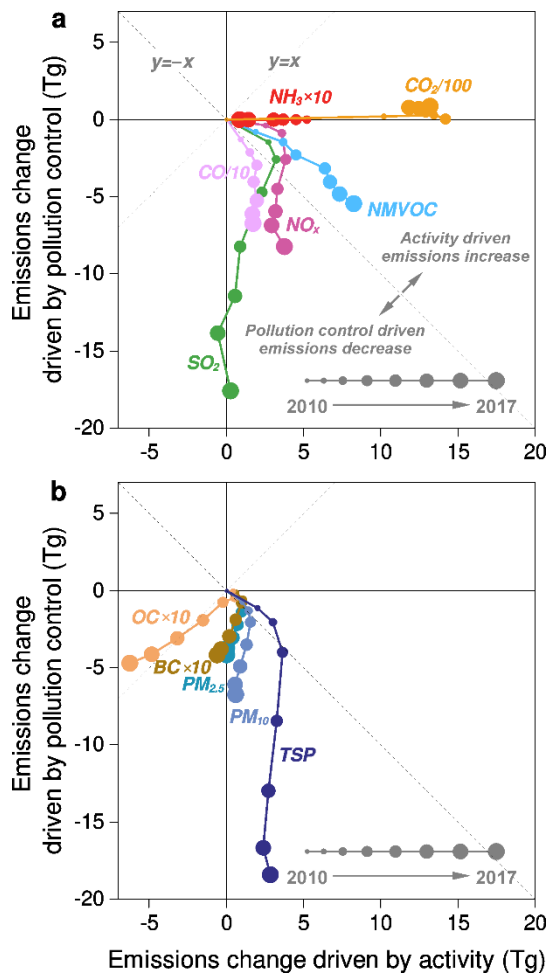 a
5
0
-5
-10
-15
-20
Emissions change
driven by pollution control (Tg)
y=−x
y=x
NH₃×10
CO₂/100
CO/10
NOₓ
NMVOC
SO₂
Activity driven
emissions increase
Pollution control driven
emissions decrease
2010
2017
-5
0
5
10
15
20
b
5
0
-5
-10
-15
-20
Emissions change
driven by pollution control (Tg)
OC×10
BC×10
PM₂.₅
PM₁₀
TSP
2010
2017
-5
0
5
10
15
20
Emissions change driven by activity (Tg)